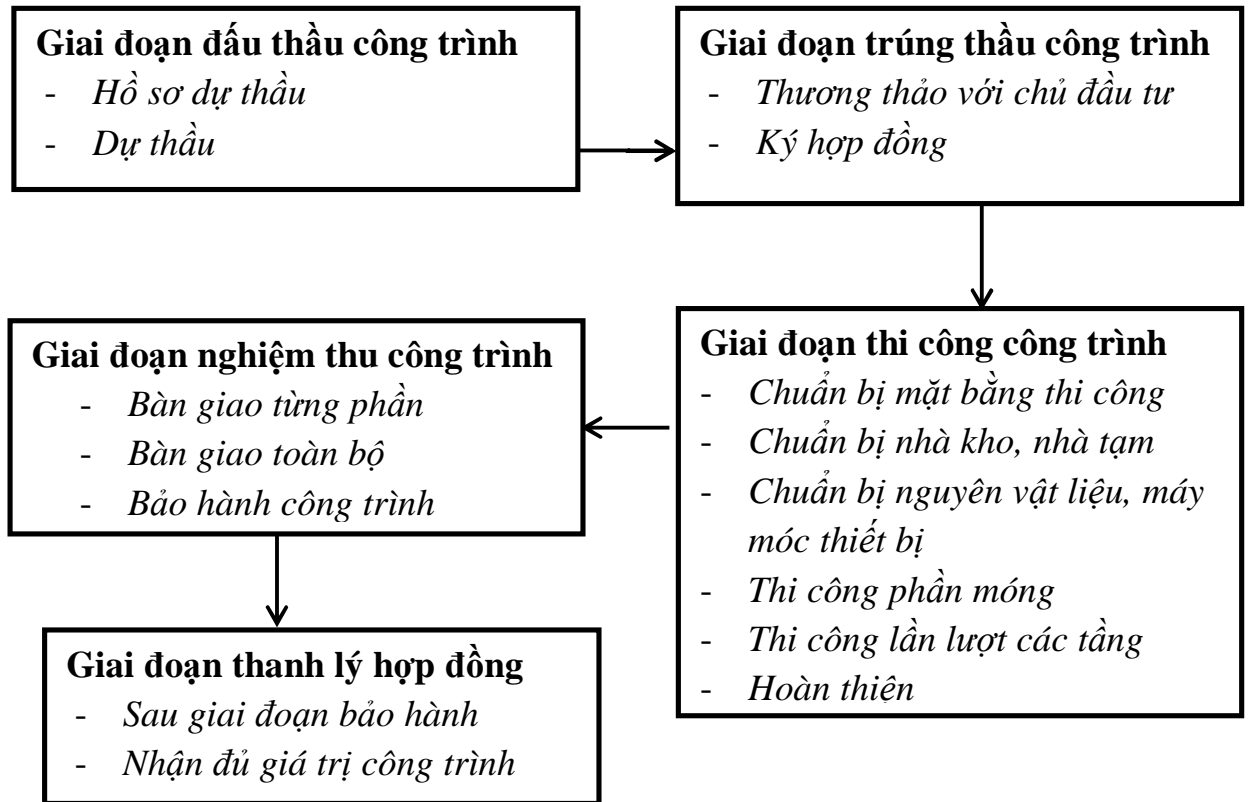 Giai đoạn đấu thầu công trình
- Hồ sơ dự thầu
- Dự thầu
Giai đoạn trúng thầu công trình
- Thương thảo với chủ đầu tư
- Ký hợp đồng
Giai đoạn thi công công trình
- Chuẩn bị mặt bằng thi công
- Chuẩn bị nhà kho, nhà tạm
- Chuẩn bị nguyên vật liệu, máy
móc thiết bị
- Thi công phần móng
- Thi công lần lượt các tầng
- Hoàn thiện
Giai đoạn nghiệm thu công trình
- Bàn giao từng phần
- Bàn giao toàn bộ
- Bảo hành công trình
Giai đoạn thanh lý hợp đồng
- Sau giai đoạn bảo hành
- Nhận đủ giá trị công trình